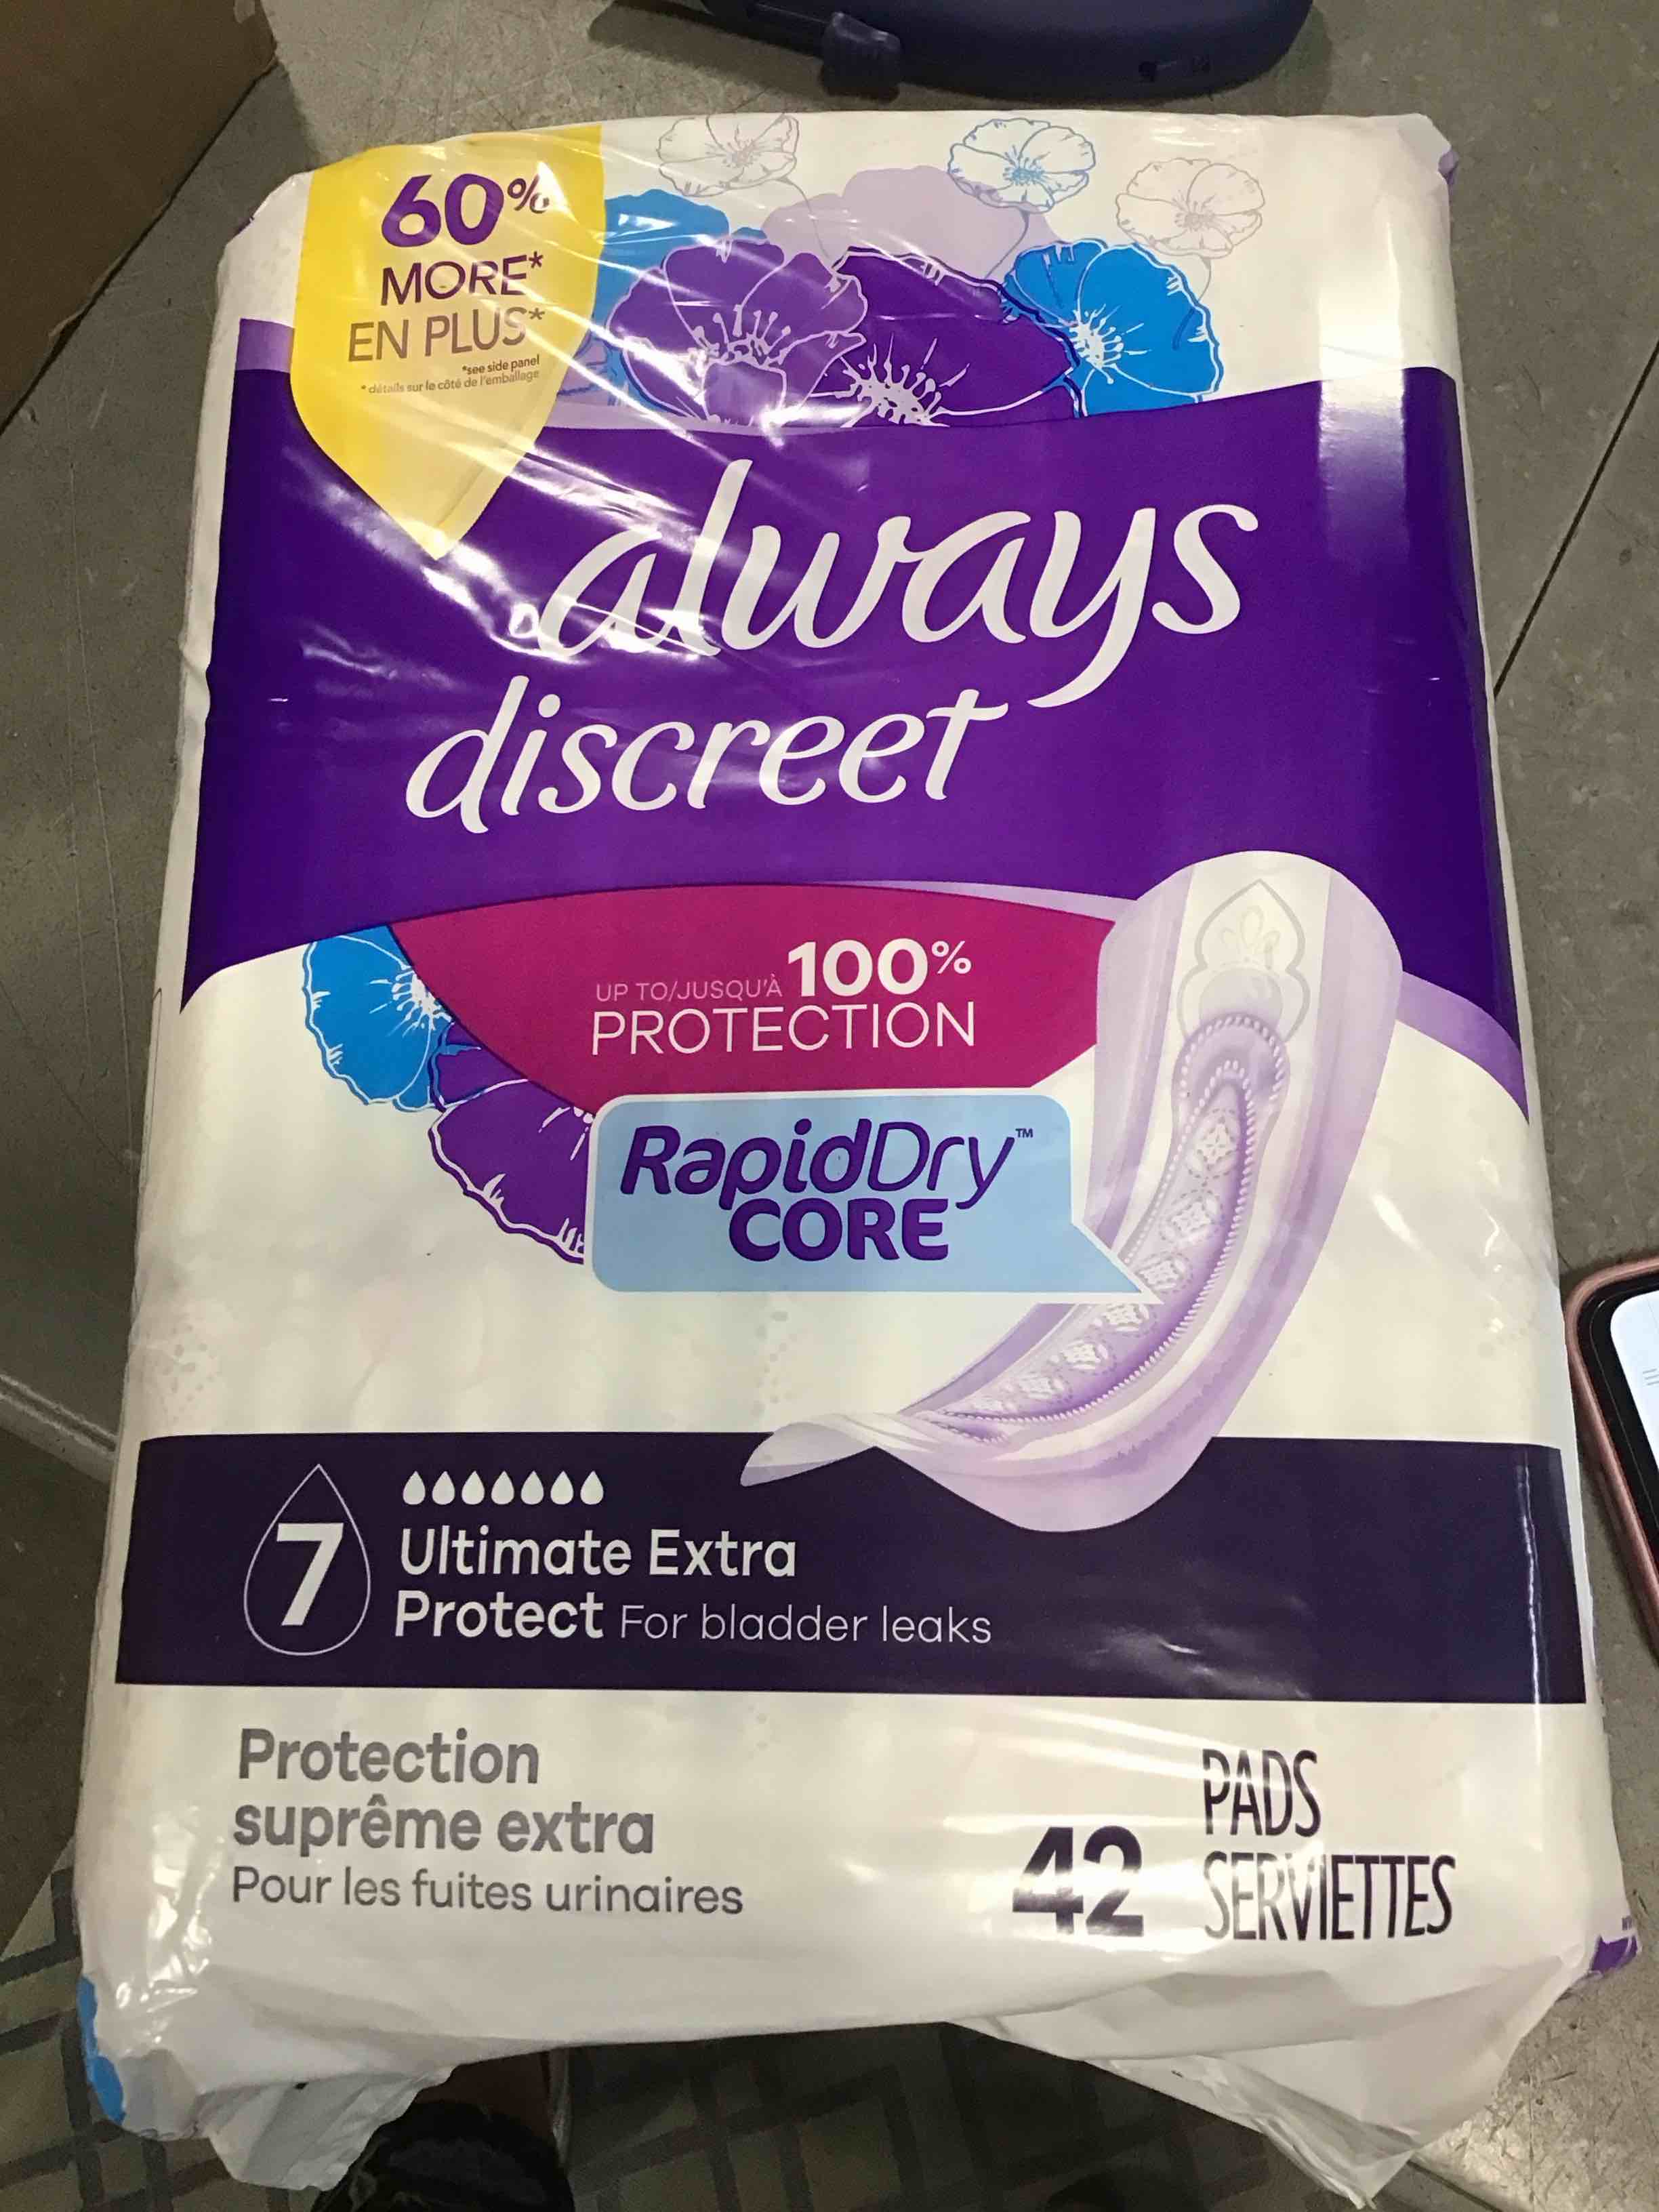 60%
MORE*
EN PLUS*
*see side panel
* détails sur le côté de l'emballage
always
discreet
UP TO/JUSQU'À 100%
PROTECTION
RapidDry™
CORE
7
Ultimate Extra
Protect For bladder leaks
Protection
suprême extra
Pour les fuites urinaires
42 PADS
SERVIETTES